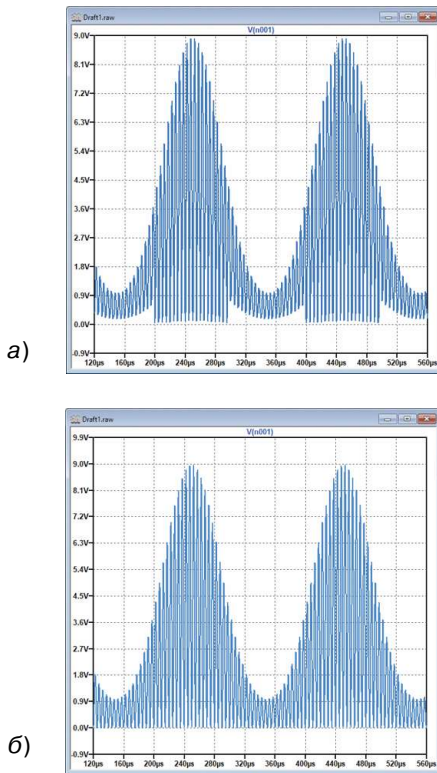 Draft1.raw
V(n001)
9.0V
8.1V
7.2V
6.3V
5.4V
4.5V
3.6V
2.7V
1.8V
0.9V
0.0V
-0.9V
120µs 160µs 200µs 240µs 280µs 320µs 360µs 400µs 440µs 480µs 520µs 560µs
а)
Draft1.raw
V(n001)
9.9V
9.0V
8.1V
7.2V
6.3V
5.4V
4.5V
3.6V
2.7V
1.8V
0.9V
0.0V
-0.9V
120µs 160µs 200µs 240µs 280µs 320µs 360µs 400µs 440µs 480µs 520µs 560µs
б)